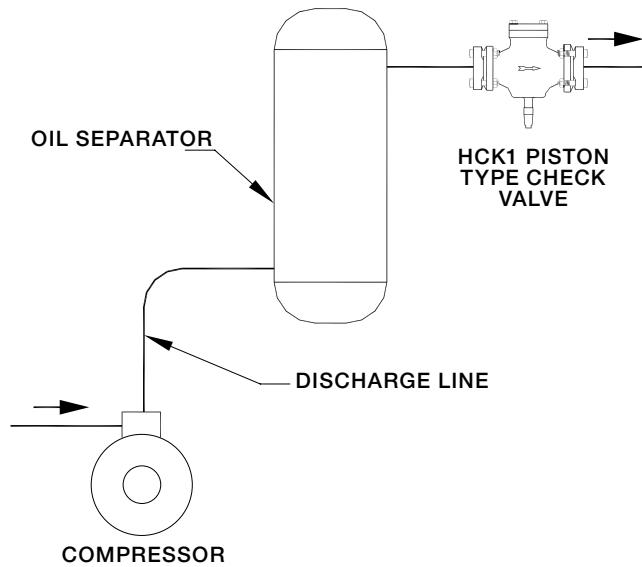 OIL SEPARATOR
HCK1 PISTON
TYPE CHECK
VALVE
DISCHARGE LINE
COMPRESSOR